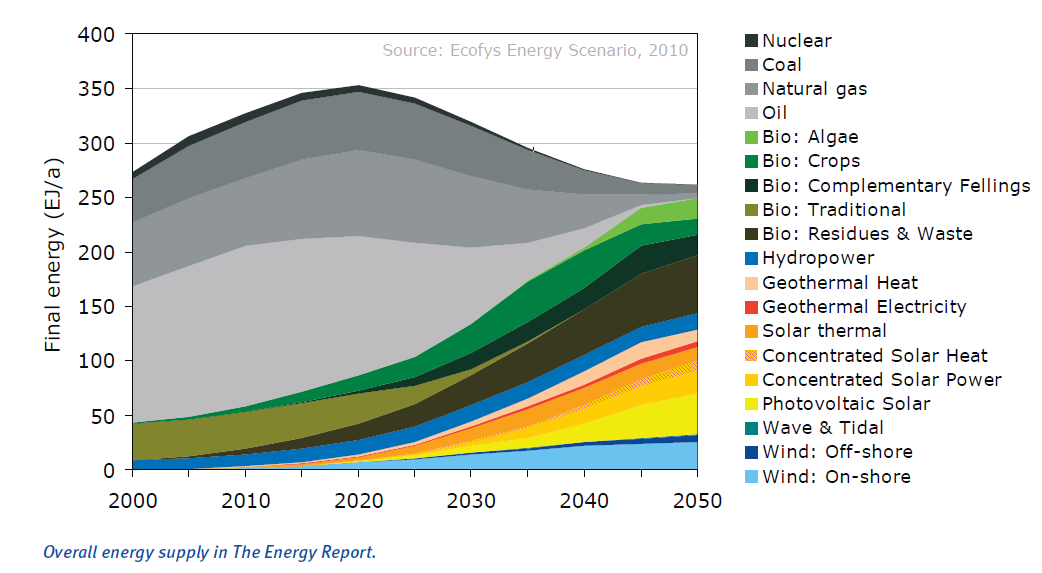 400
350
300
250
200
150
100
50
0
Final energy (EJ/a)
Source: Ecofys Energy Scenario, 2010
2000 2010 2020 2030 2040 2050
Nuclear
Coal
Natural gas
Oil
Bio: Algae
Bio: Crops
Bio: Complementary Fellings
Bio: Traditional
Bio: Residues & Waste
Hydropower
Geothermal Heat
Geothermal Electricity
Solar thermal
Concentrated Solar Heat
Concentrated Solar Power
Photovoltaic Solar
Wave & Tidal
Wind: Off-shore
Wind: On-shore
Overall energy supply in The Energy Report.